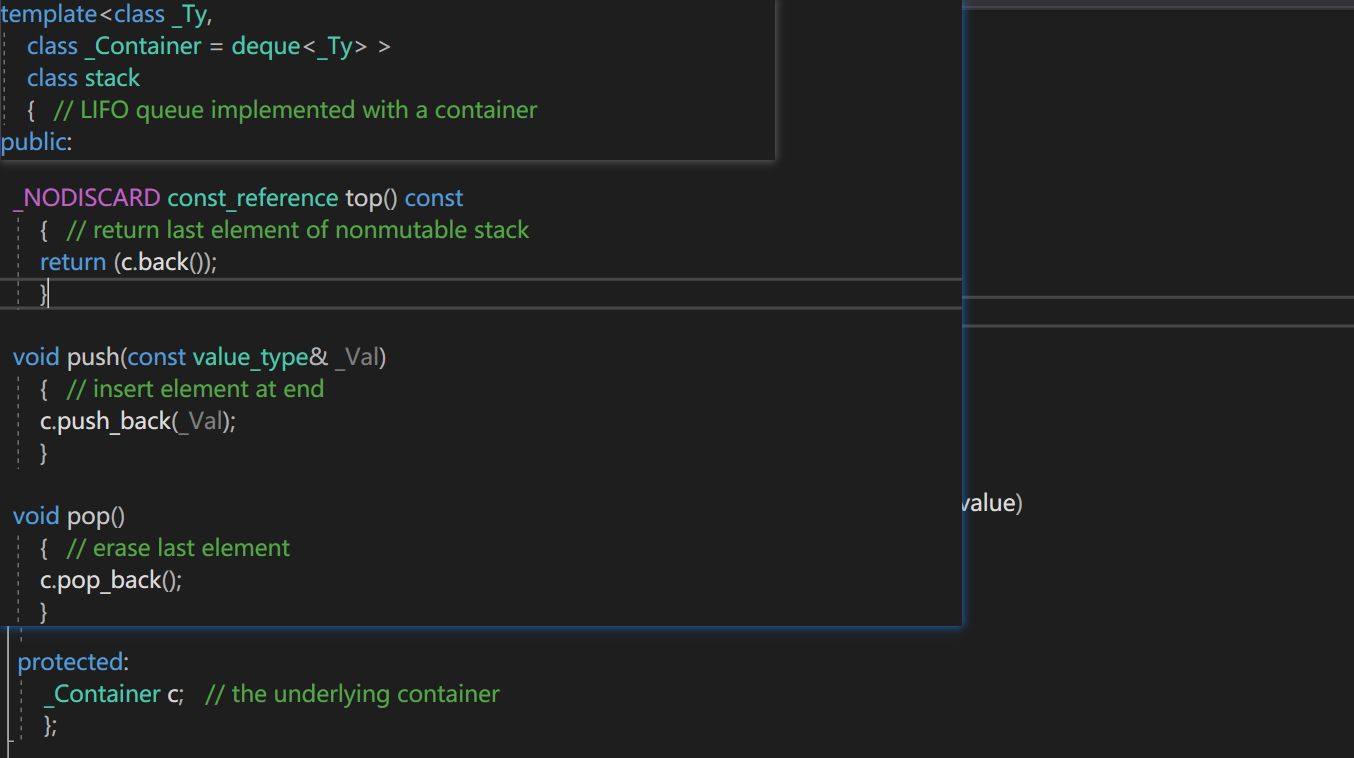 template<class _Ty,
class _Container = deque<_Ty> >
class stack
{ // LIFO queue implemented with a container
public:
_NODISCARD const_reference top() const
{ // return last element of nonmutable stack
return (c.back());
}
void push(const value_type& _Val)
{ // insert element at end
c.push_back(_Val);
}
value)
void pop()
{ // erase last element
c.pop_back();
}
protected:
_Container c; // the underlying container
};